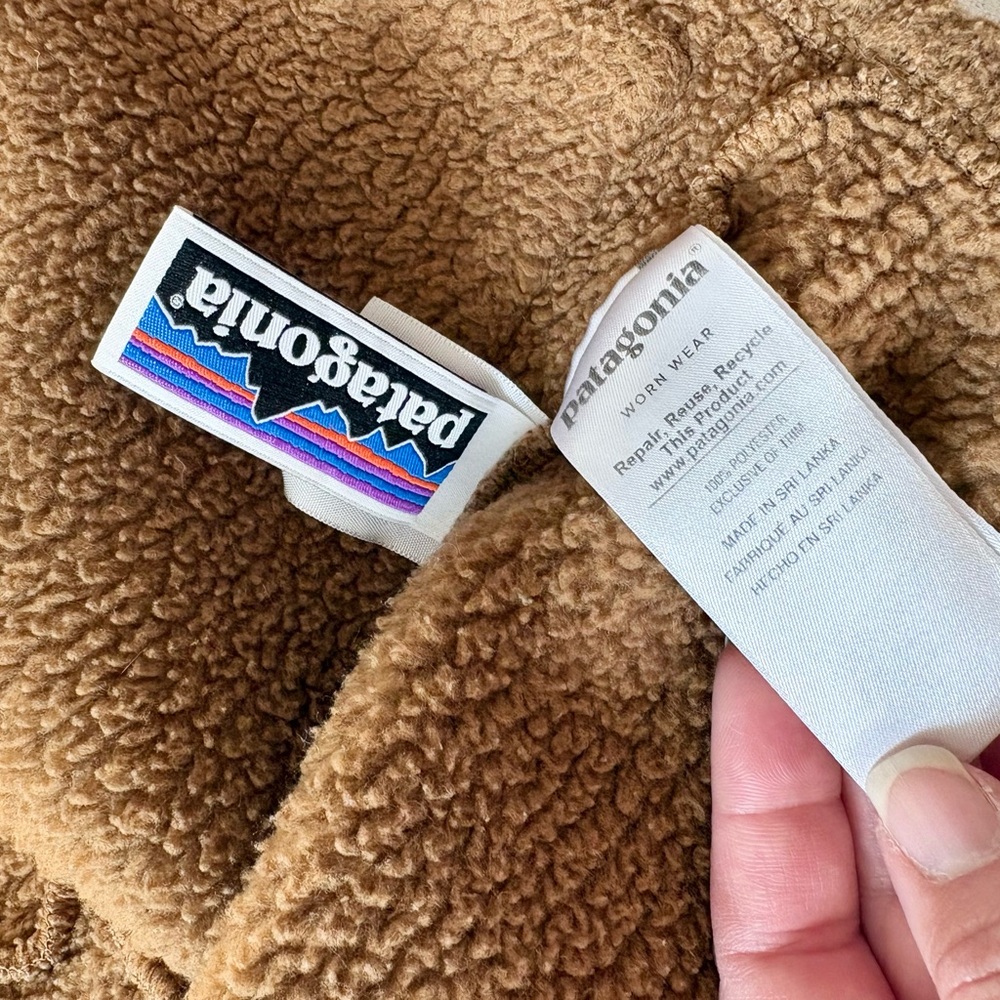 patagonia®
patagonia®
WORN WEAR
Repair, Reuse, Recycle
This Product
www.patagonia.com
100% POLYESTER
EXCLUSIVE OF TRIM
MADE IN SRI LANKA
FABRIQUE AU SRI LANKA
HECHO EN SRI LANKA